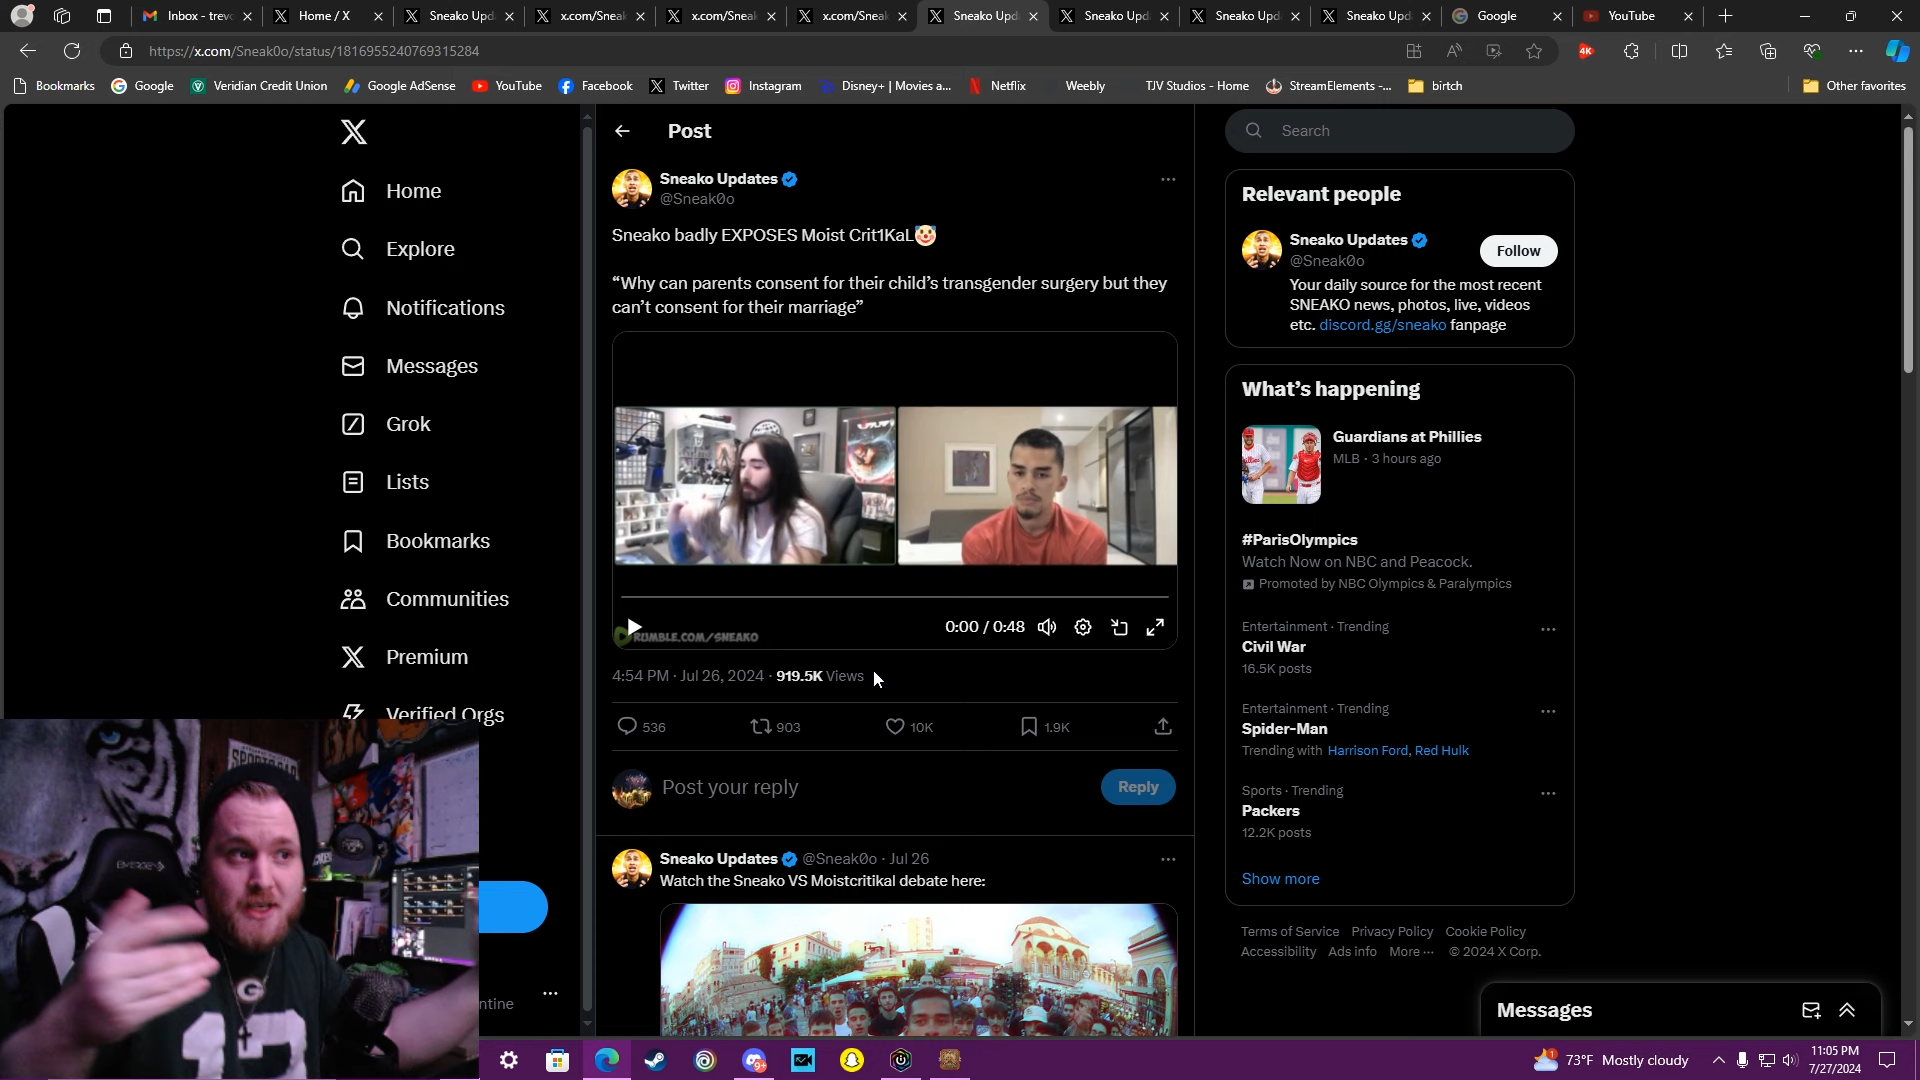 Inbox - trevo
Home / X
Sneako Upd
x.com/Sneak
x.com/Sneak
x.com/Sneak
Sneako Upd
Sneako Upd
Sneako Upd
Sneako Upd
Google
YouTube
https://x.com/Sneak0o/status/1816955240769315284
4K
Bookmarks
Google
Veridian Credit Union
Google AdSense
YouTube
Facebook
Twitter
Instagram
Disney+ | Movies a...
Netflix
Weebly
TJV Studios - Home
StreamElements -...
birtch
Other favorites
Home
Explore
Notifications
Messages
Grok
Lists
Bookmarks
Communities
Premium
Verified Orgs
ntine
Post
Sneako Updates
@Sneak0o
Sneako badly EXPOSES Moist Crit1KaL🤡
“Why can parents consent for their child’s transgender surgery but they
can’t consent for their marriage”
RUMBLE.COM/SNEAKO
0:00 / 0:48
4:54 PM · Jul 26, 2024 · 919.5K Views
536
903
10K
1.9K
Post your reply
Reply
Sneako Updates @Sneak0o · Jul 26
Watch the Sneako VS Moistcritikal debate here:
Search
Relevant people
Sneako Updates
@Sneak0o
Follow
Your daily source for the most recent
SNEAKO news, photos, live, videos
etc. discord.gg/sneako fanpage
What’s happening
Guardians at Phillies
MLB · 3 hours ago
#ParisOlympics
Watch Now on NBC and Peacock.
Promoted by NBC Olympics & Paralympics
Entertainment · Trending
Civil War
16.5K posts
Entertainment · Trending
Spider-Man
Trending with Harrison Ford, Red Hulk
Sports · Trending
Packers
12.2K posts
Show more
Terms of Service Privacy Policy Cookie Policy
Accessibility Ads info More ··· © 2024 X Corp.
Messages
EMERGE
G
12
9+
1
73°F Mostly cloudy
11:05 PM
7/27/2024